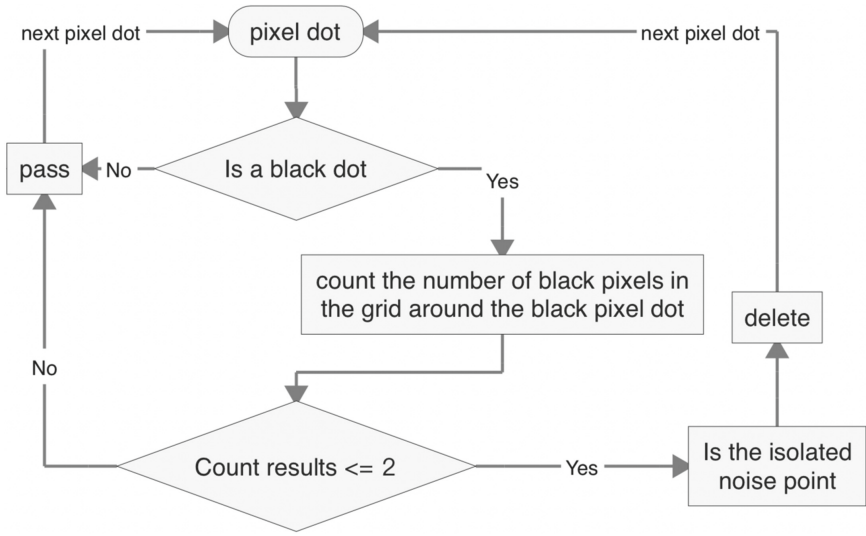 next pixel dot
pixel dot
next pixel dot
pass
No
Is a black dot
Yes
count the number of black pixels in
the grid around the black pixel dot
delete
No
Count results <= 2
Yes
Is the isolated
noise point